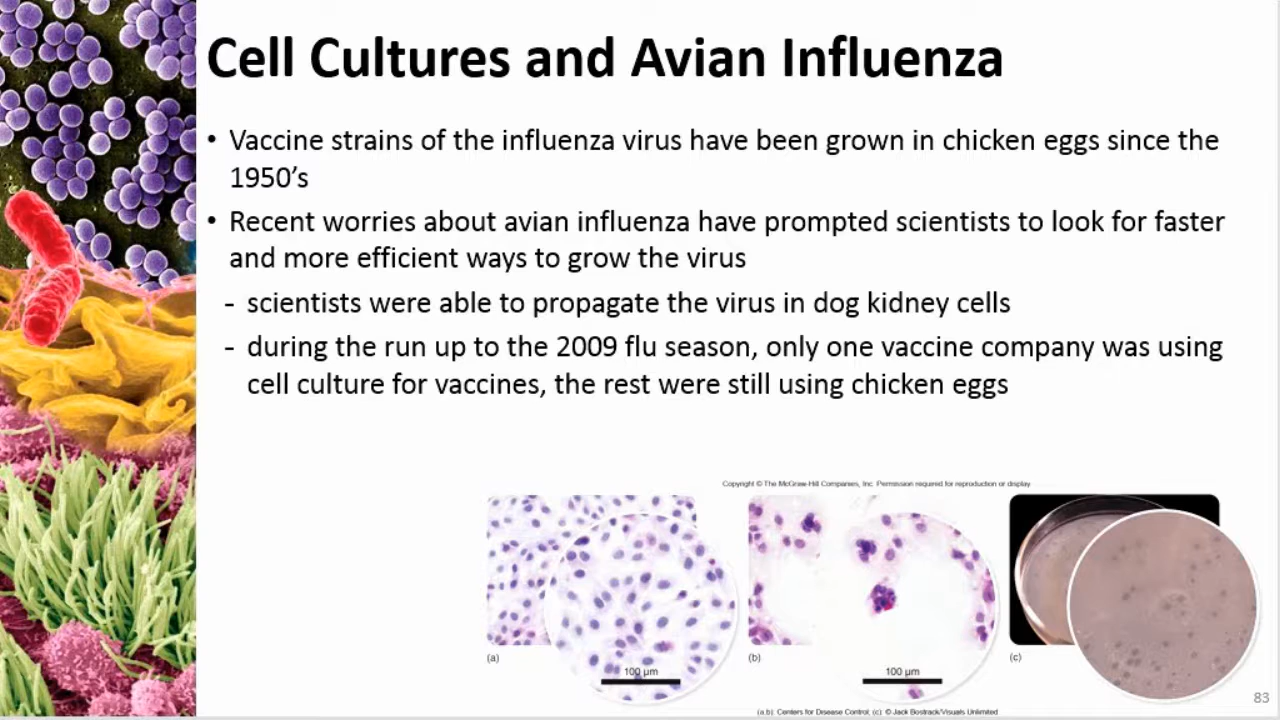 Cell Cultures and Avian Influenza
• Vaccine strains of the influenza virus have been grown in chicken eggs since the
1950’s
• Recent worries about avian influenza have prompted scientists to look for faster
and more efficient ways to grow the virus
- scientists were able to propagate the virus in dog kidney cells
- during the run up to the 2009 flu season, only one vaccine company was using
cell culture for vaccines, the rest were still using chicken eggs
Copyright © The McGraw-Hill Companies, Inc. Permission required for reproduction or display.
(a)
100 µm
(b)
100 µm
(c)
(a.b): Centers for Disease Control; (c): © Jack Bostrack/Visuals Unlimited
83